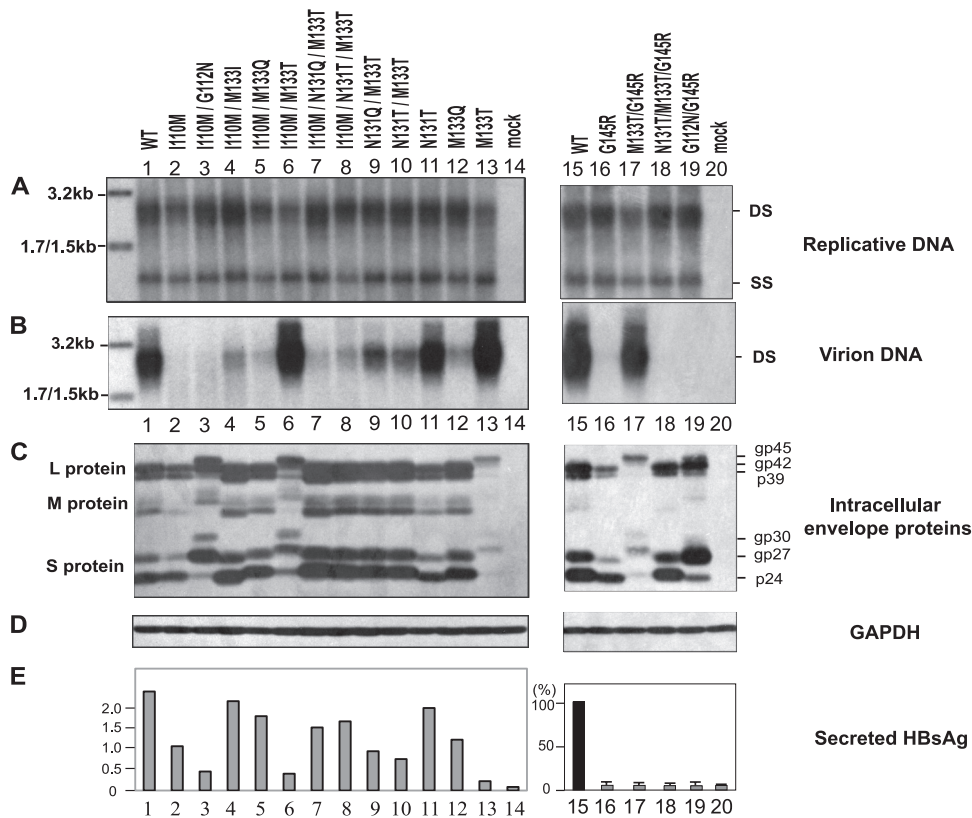 WT I110M I110M / G112N I110M / M133I I110M / M133Q I110M / M133T I110M / N131Q / M133T I110M / N131T / M133T N131Q / M133T N131T / M133T N131T M133Q M133T mock
WT G145R M133T/G145R N131T/M133T/G145R G112N/G145R mock
1 2 3 4 5 6 7 8 9 10 11 12 13 14
15 16 17 18 19 20
A
3.2kb
1.7/1.5kb
DS
SS
Replicative DNA
B
3.2kb
1.7/1.5kb
DS
Virion DNA
1 2 3 4 5 6 7 8 9 10 11 12 13 14
15 16 17 18 19 20
C
L protein
M protein
S protein
gp45
gp42
p39
gp30
gp27
p24
Intracellular
envelope proteins
D
GAPDH
E
2.0
1.5
1.0
0.5
0
(%)
100
50
0
Secreted HBsAg
1 2 3 4 5 6 7 8 9 10 11 12 13 14
15 16 17 18 19 20